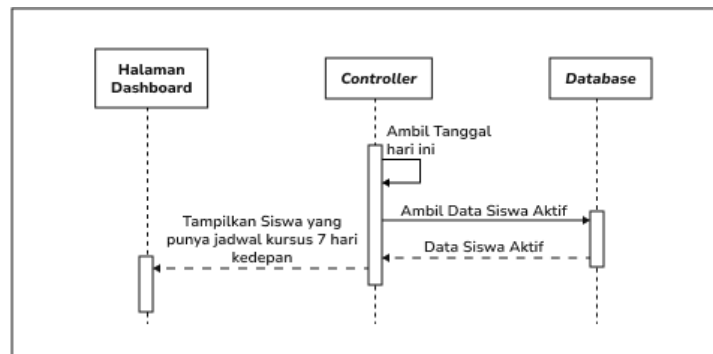 Halaman
Dashboard
Controller
Database
Ambil Tanggal
hari ini
Ambil Data Siswa Aktif
Tampilkan Siswa yang
punya jadwal kursus 7 hari
kedepan
Data Siswa Aktif